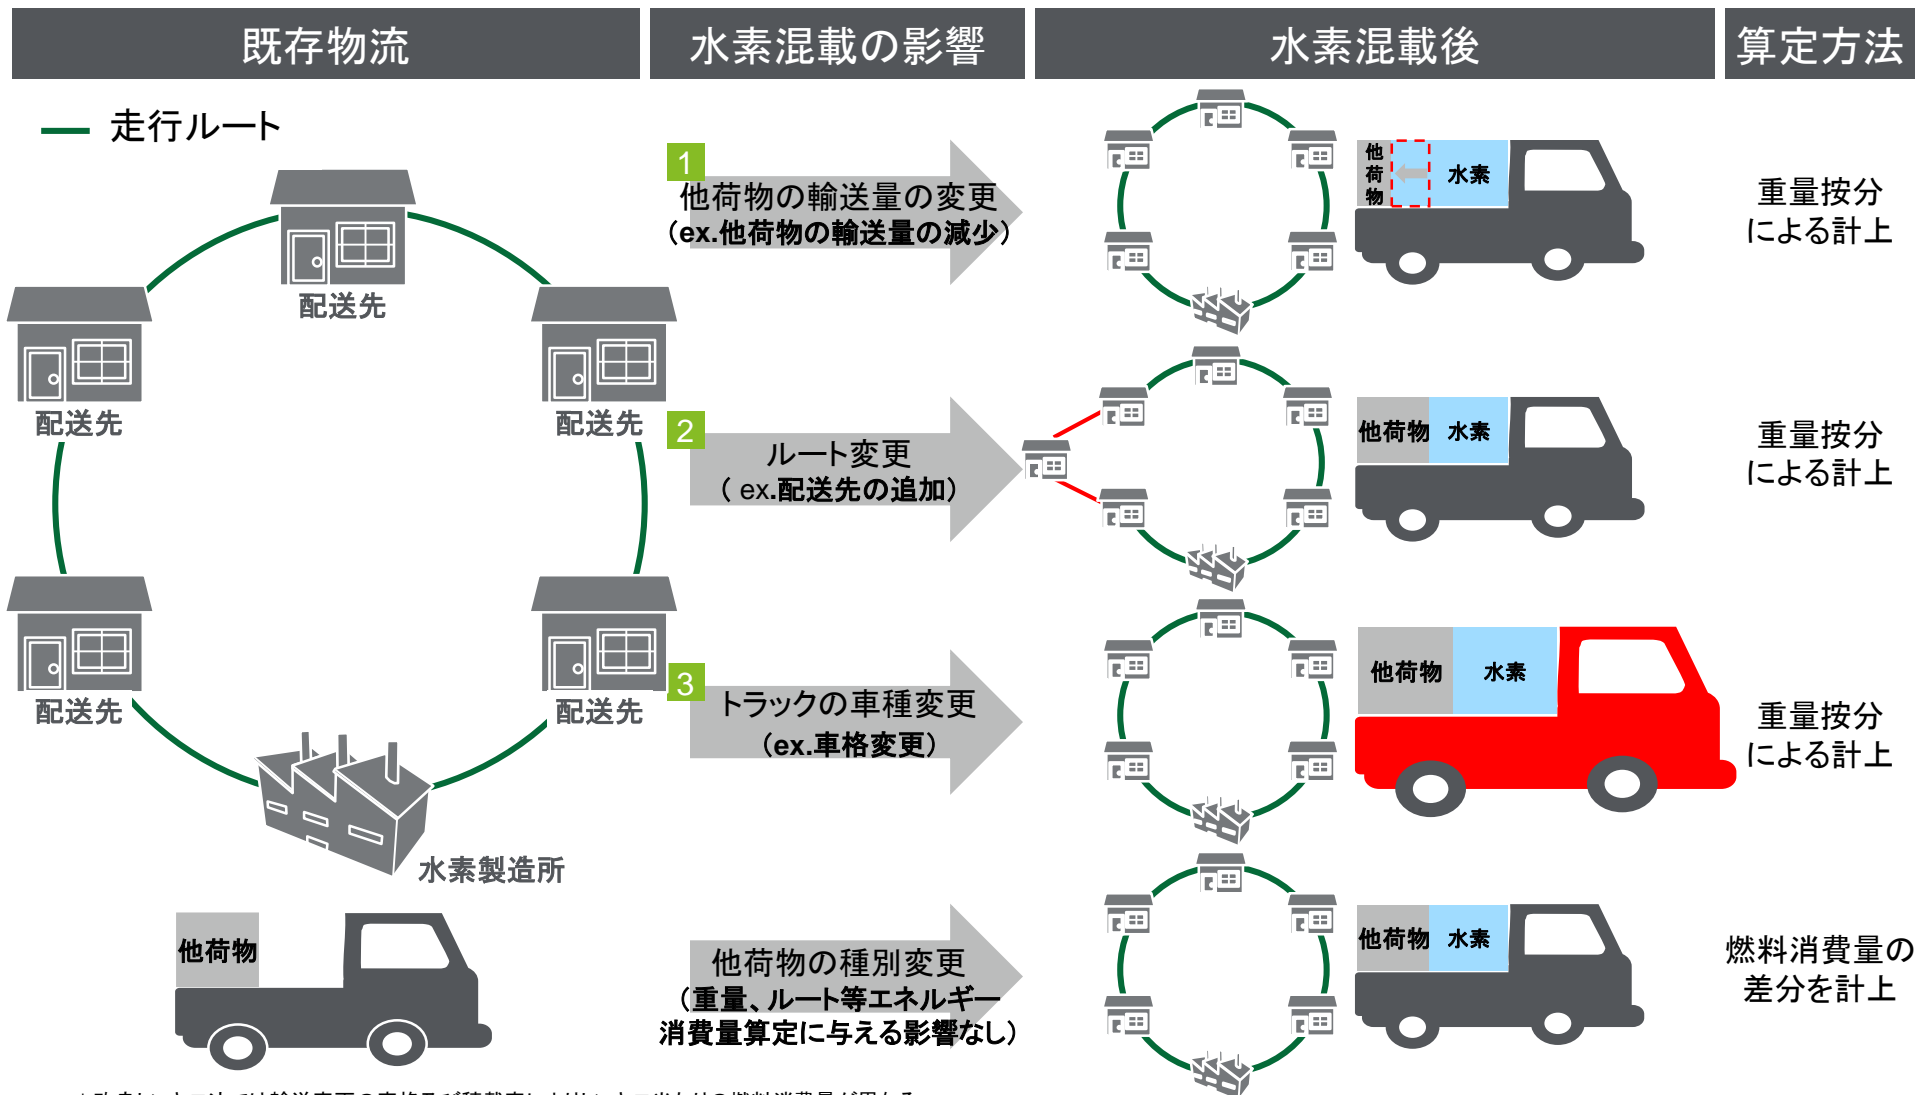 既存物流
水素混載の影響
水素混載後
算定方法
走行ルート
配送先
配送先
配送先
配送先
配送先
水素製造所
他荷物
1
他荷物の輸送量の変更
（ex.他荷物の輸送量の減少）
他荷物
水素
重量按分
による計上
2
ルート変更
（ ex.配送先の追加）
他荷物
水素
重量按分
による計上
3
トラックの車種変更
（ex.車格変更）
他荷物
水素
重量按分
による計上
他荷物の種別変更
（重量、ルート等エネルギー
消費量算定に与える影響なし）
他荷物
水素
燃料消費量の
差分を計上